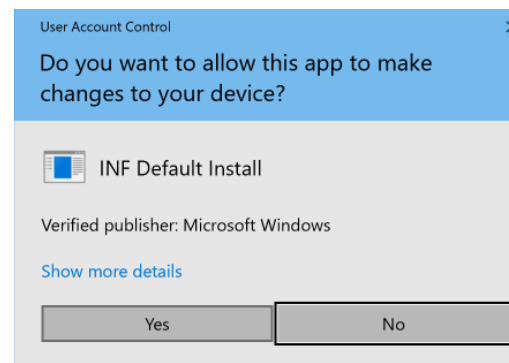 User Account Control
Do you want to allow this app to make
changes to your device?
INF Default Install
Verified publisher: Microsoft Windows
Show more details
Yes
No